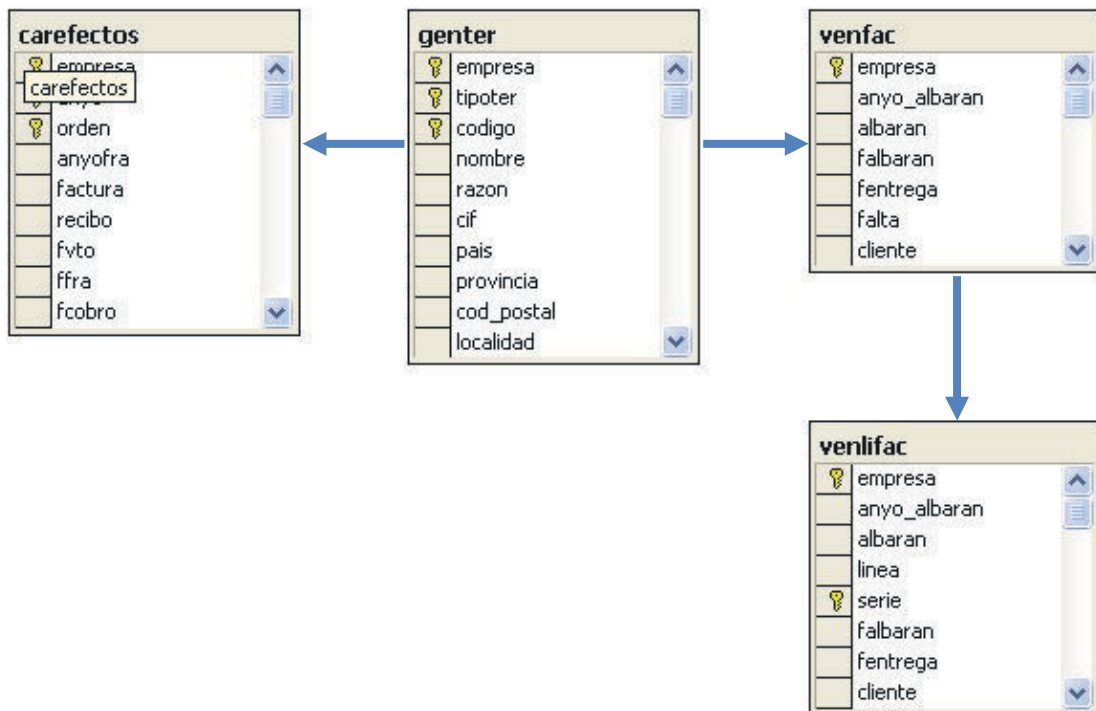 carefectos
empresa
carefectos
anyo
orden
anyofra
factura
recibo
fvto
ffra
fcobro
genter
empresa
tipoter
codigo
nombre
razon
cif
pais
provincia
cod_postal
localidad
venfac
empresa
anyo_albaran
albaran
falbaran
fentrega
falta
cliente
venlifac
empresa
anyo_albaran
albaran
linea
serie
falbaran
fentrega
cliente